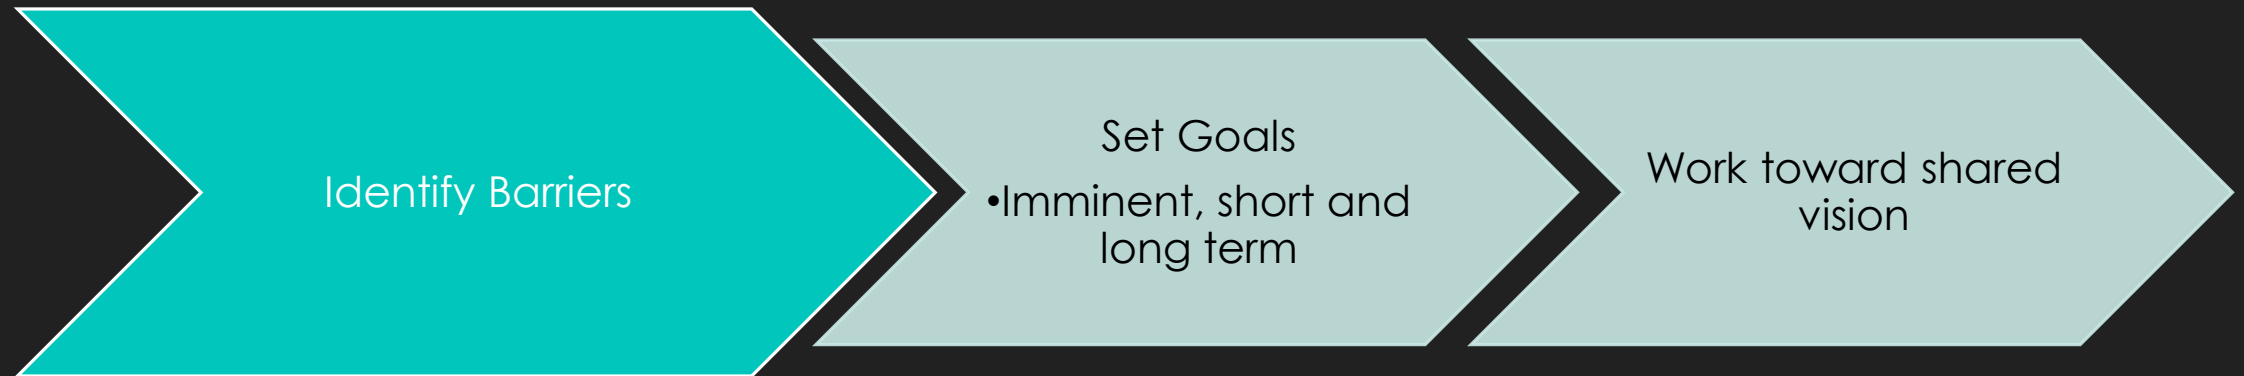 Identify Barriers
Set Goals
•Imminent, short and
long term
Work toward shared
vision